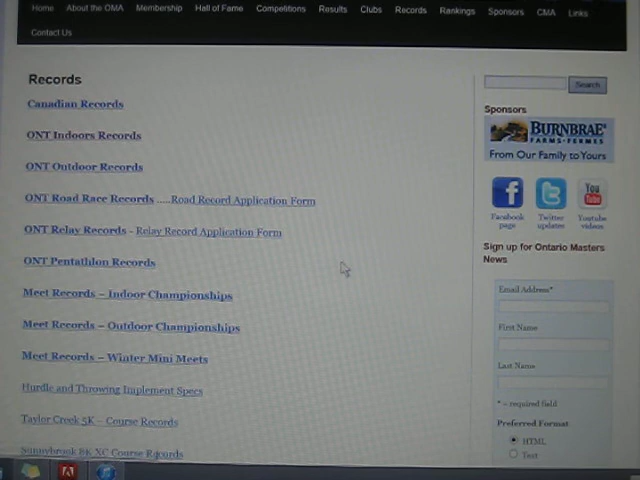 Home About the OMA Membership Hall of Fame Competitions Results Clubs Records Rankings Sponsors CMA Links
Contact Us
Records
Canadian Records
ONT Indoors Records
ONT Outdoor Records
ONT Road Race Records .....Road Record Application Form
ONT Relay Records - Relay Record Application Form
ONT Pentathlon Records
Meet Records – Indoor Championships
Meet Records – Outdoor Championships
Meet Records – Winter Mini Meets
Hurdle and Throwing Implement Specs
Taylor Creek 5K – Course Records
Sunnybrook 8K XC Course Records
Search
Sponsors
BURNBRAE
FARMS-FERMES
From Our Family to Yours
You
Tube
Facebook page
Twitter updates
Youtube videos
Sign up for Ontario Masters
News
Email Address*
First Name
Last Name
* = required field
Preferred Format
HTML
Text